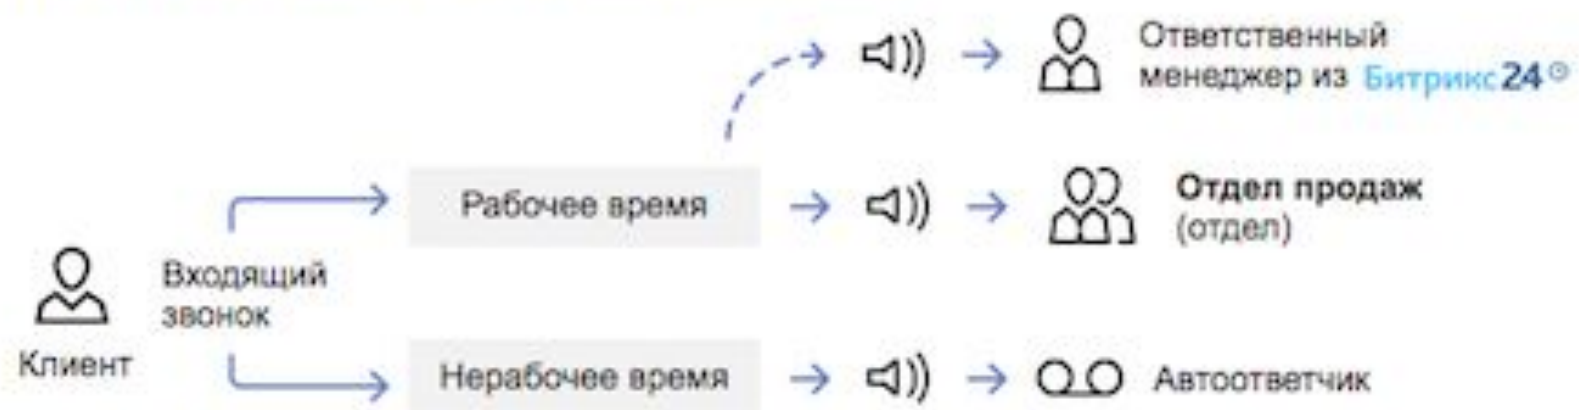 Ответственный
менеджер из Битрикс24
Рабочее время
Отдел продаж
(отдел)
Входящий
звонок
Клиент
Нерабочее время
Автоответчик